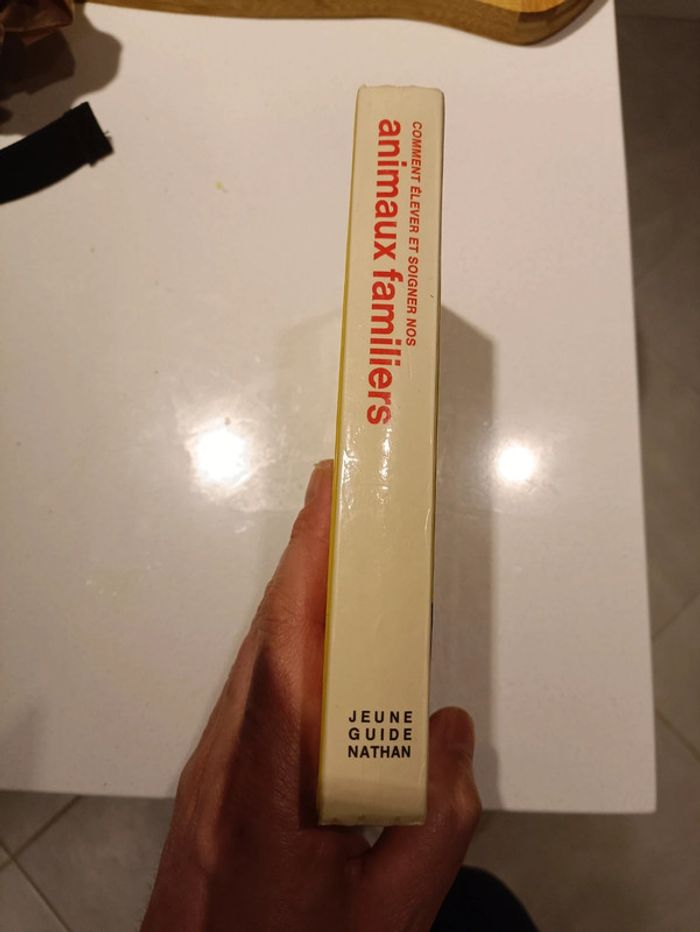 COMMENT ÉLEVER ET SOIGNER NOS
animaux familiers
JEUNE
GUIDE
NATHAN